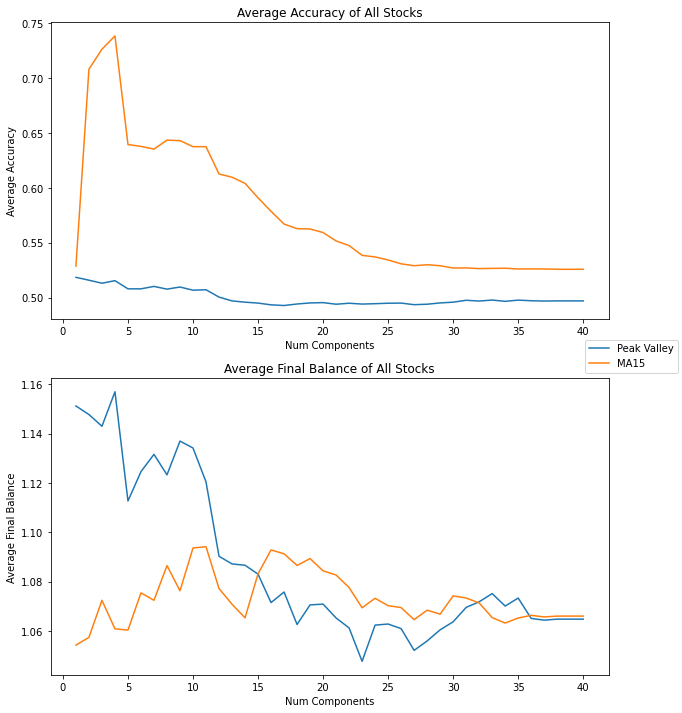 Average Accuracy of All Stocks
0.75
0.70
0.65
0.60
0.55
0.50
Average Accuracy
0 5 10 15 20 25 30 35 40
Num Components
Peak Valley
MA15
Average Final Balance of All Stocks
1.16
1.14
1.12
1.10
1.08
1.06
Average Final Balance
0 5 10 15 20 25 30 35 40
Num Components